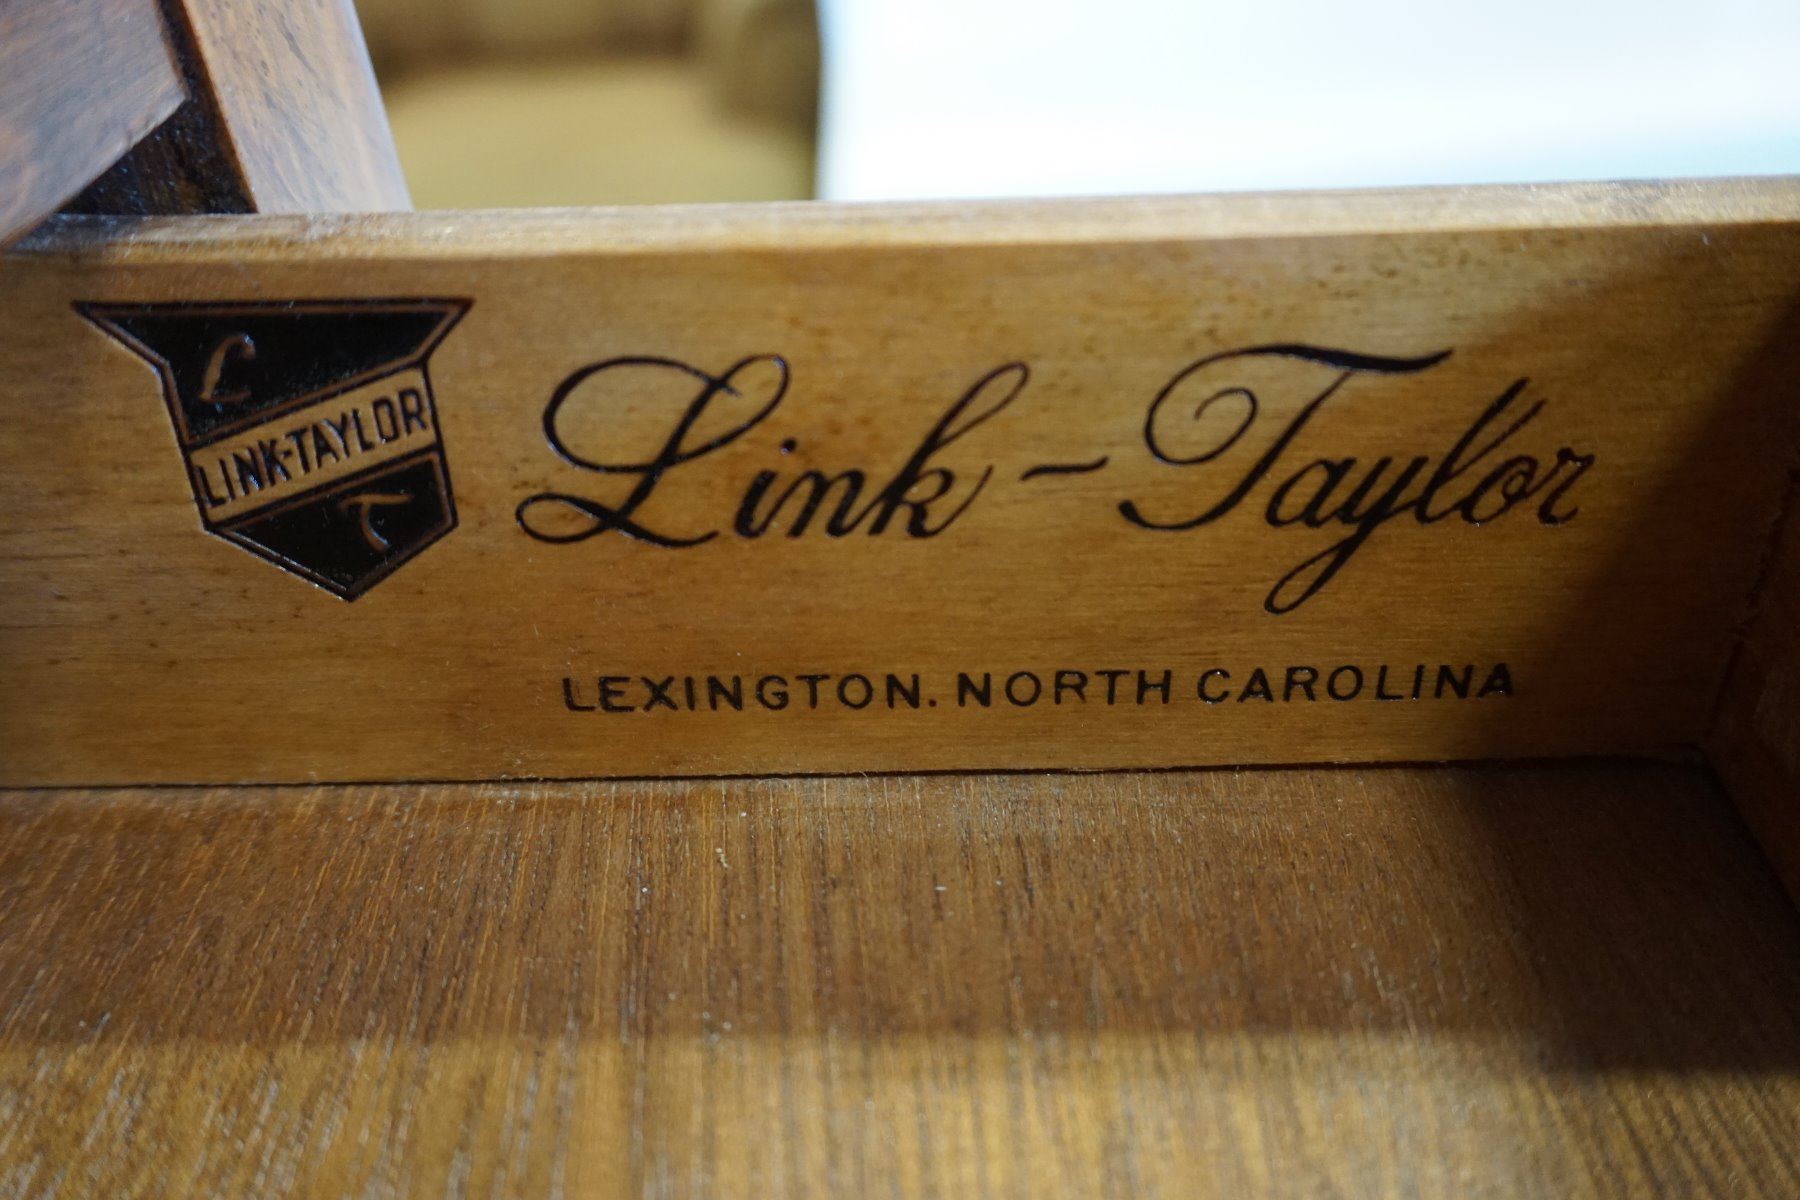 L
LINK-TAYLOR
T
Link-Taylor
LEXINGTON. NORTH CAROLINA